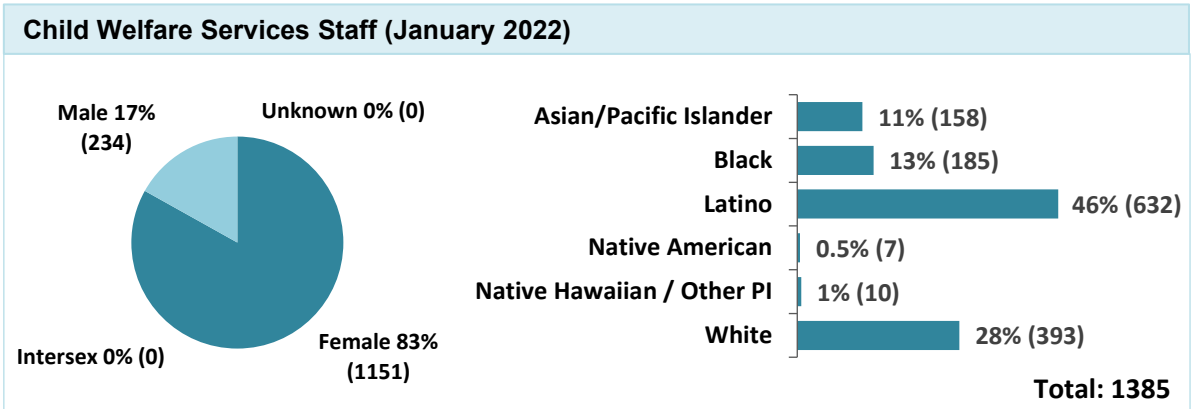 Child Welfare Services Staff (January 2022)
Male 17%
(234)
Unknown 0% (0)
Intersex 0% (0)
Female 83%
(1151)
Asian/Pacific Islander 11% (158)
Black 13% (185)
Latino 46% (632)
Native American 0.5% (7)
Native Hawaiian / Other PI 1% (10)
White 28% (393)
Total: 1385